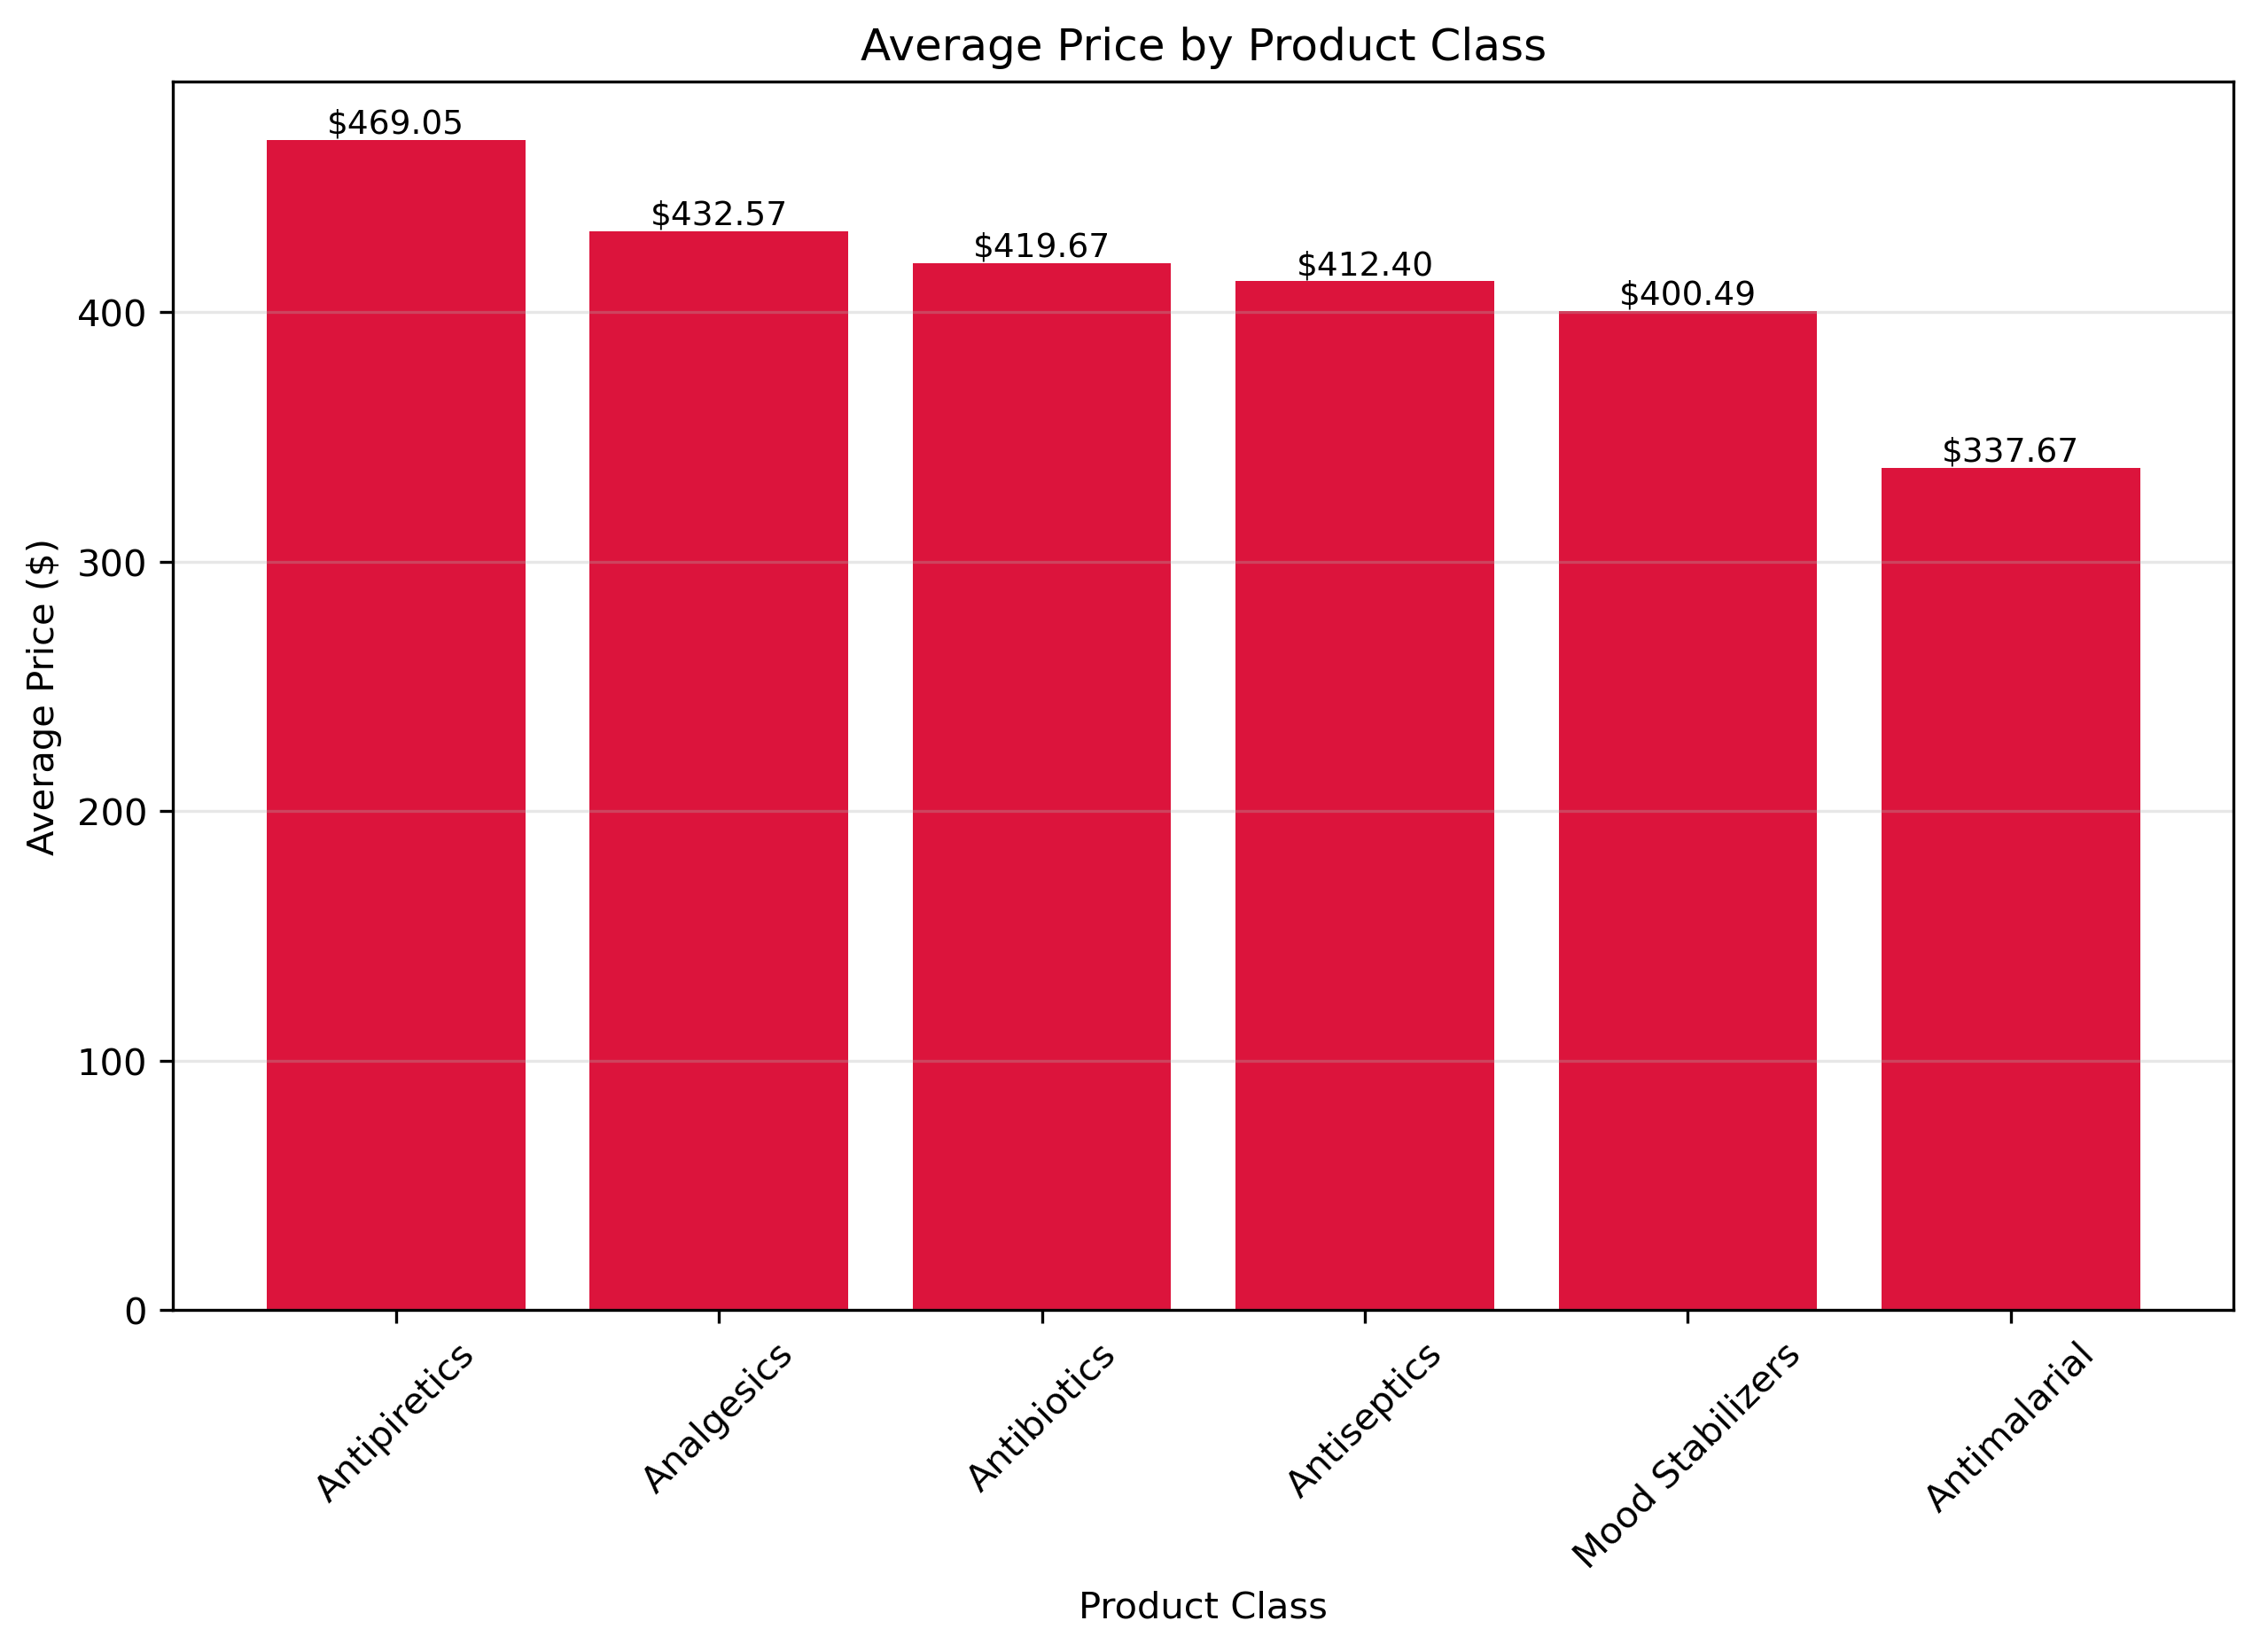 Average Price by Product Class
$469.05
$432.57
$419.67
$412.40
$400.49
$337.67
Average Price ($)
400
300
200
100
0
Antipiretics
Analgesics
Antibiotics
Antiseptics
Mood Stabilizers
Antimalarial
Product Class